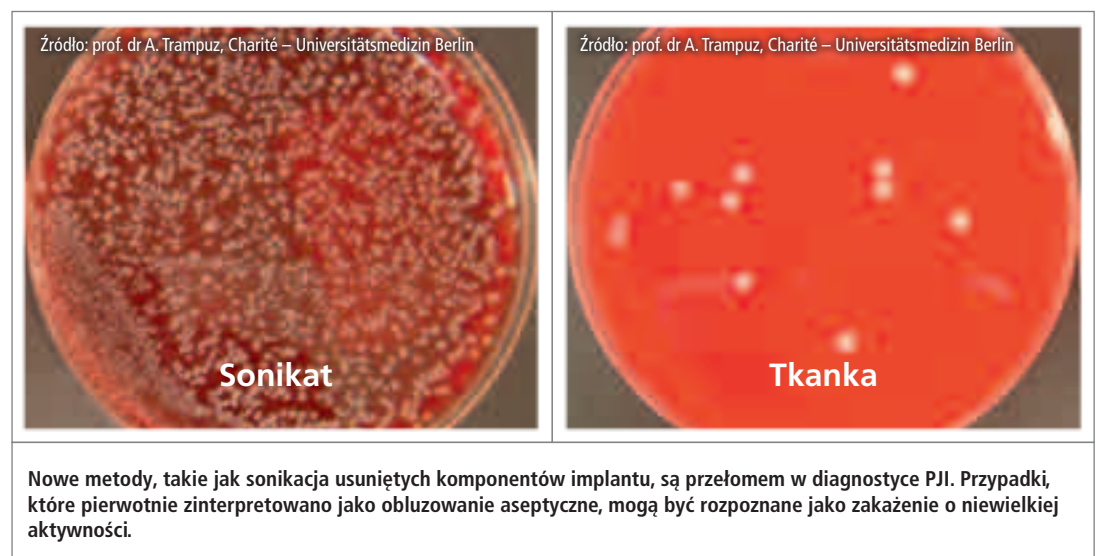 Źródło: prof. dr A. Trampuz, Charité – Universitätsmedizin Berlin
Źródło: prof. dr A. Trampuz, Charité – Universitätsmedizin Berlin
Sonikat
Tkanka
Nowe metody, takie jak sonikacja usuniętych komponentów implantu, są przełomem w diagnostyce PJI. Przypadki,
które pierwotnie zinterpretowano jako obluzowanie aseptyczne, mogą być rozpoznane jako zakażenie o niewielkiej
aktywności.